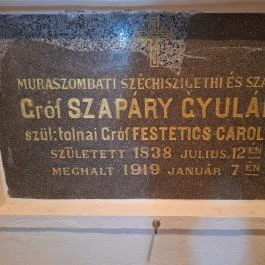 MURASZOMBATI SZÉCHISZIGETHI ÉS SZA
Gróf SZAPÁRY GYULÁ
szül: tolnai Gróf FESTETICS CAROL
SZÜLETETT 1838 JULIUS. 12ÉN
MEGHALT 1919 JANUÁR 7ÉN